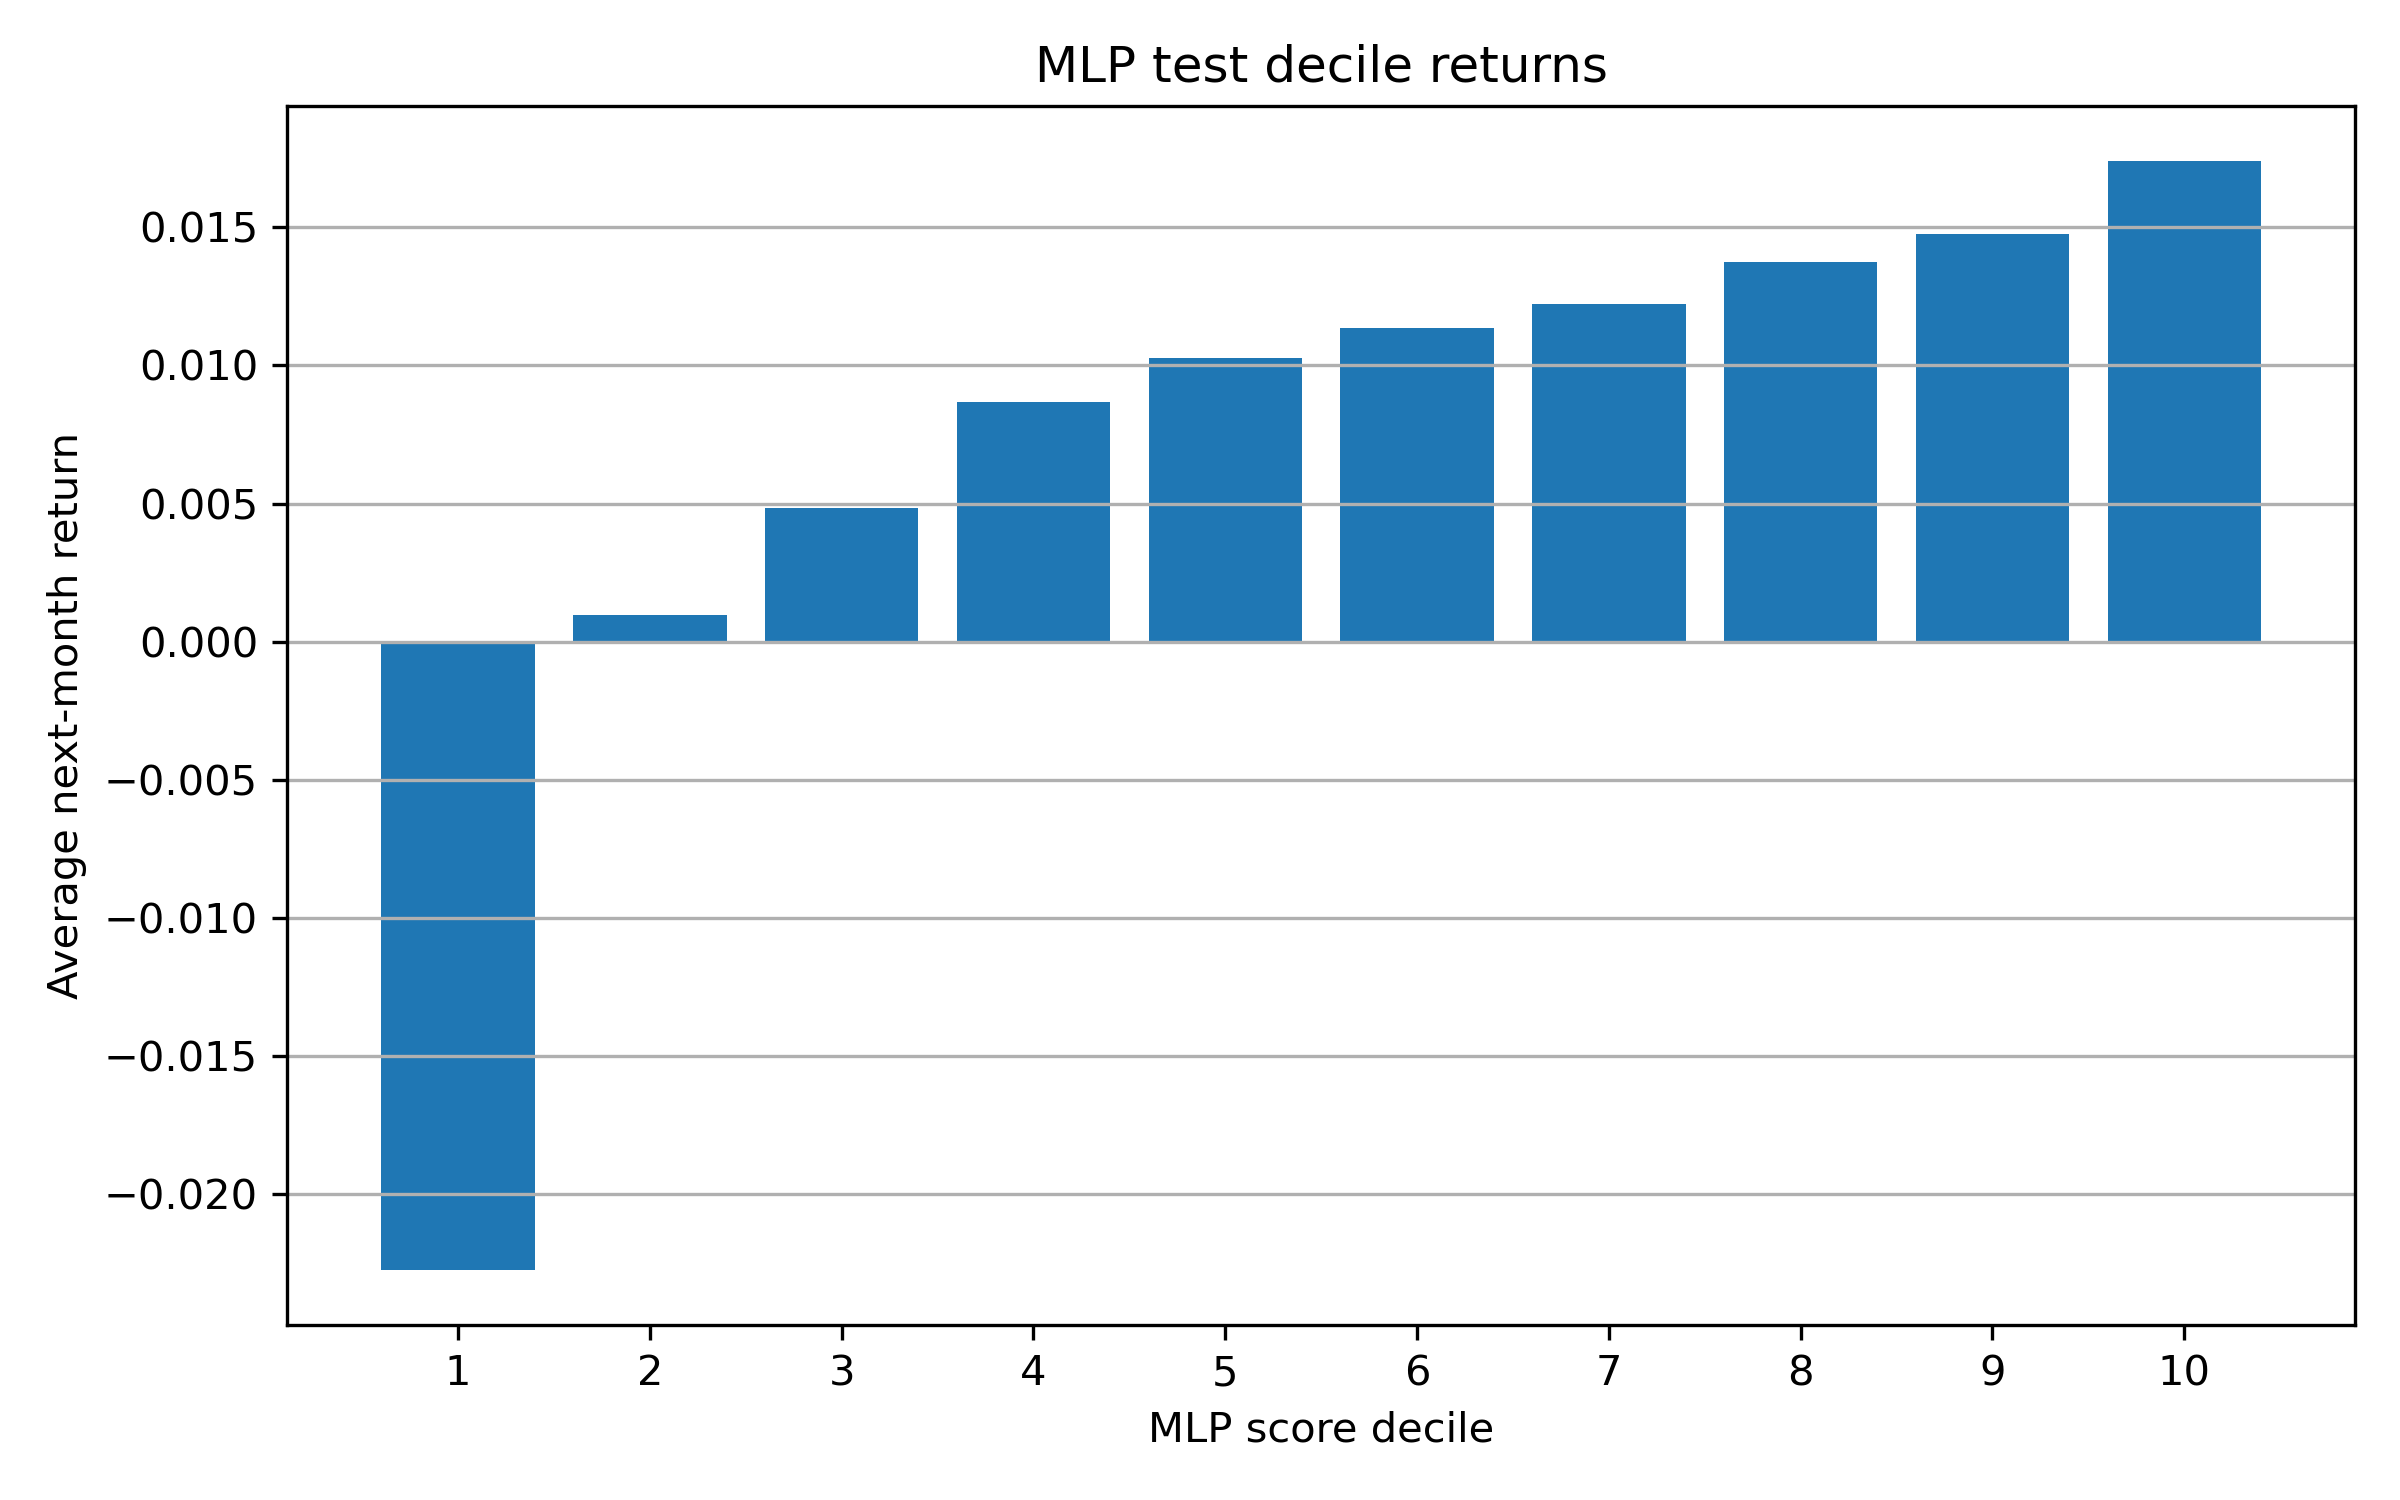 MLP test decile returns
Average next-month return
0.015
0.010
0.005
0.000
−0.005
−0.010
−0.015
−0.020
1 2 3 4 5 6 7 8 9 10
MLP score decile